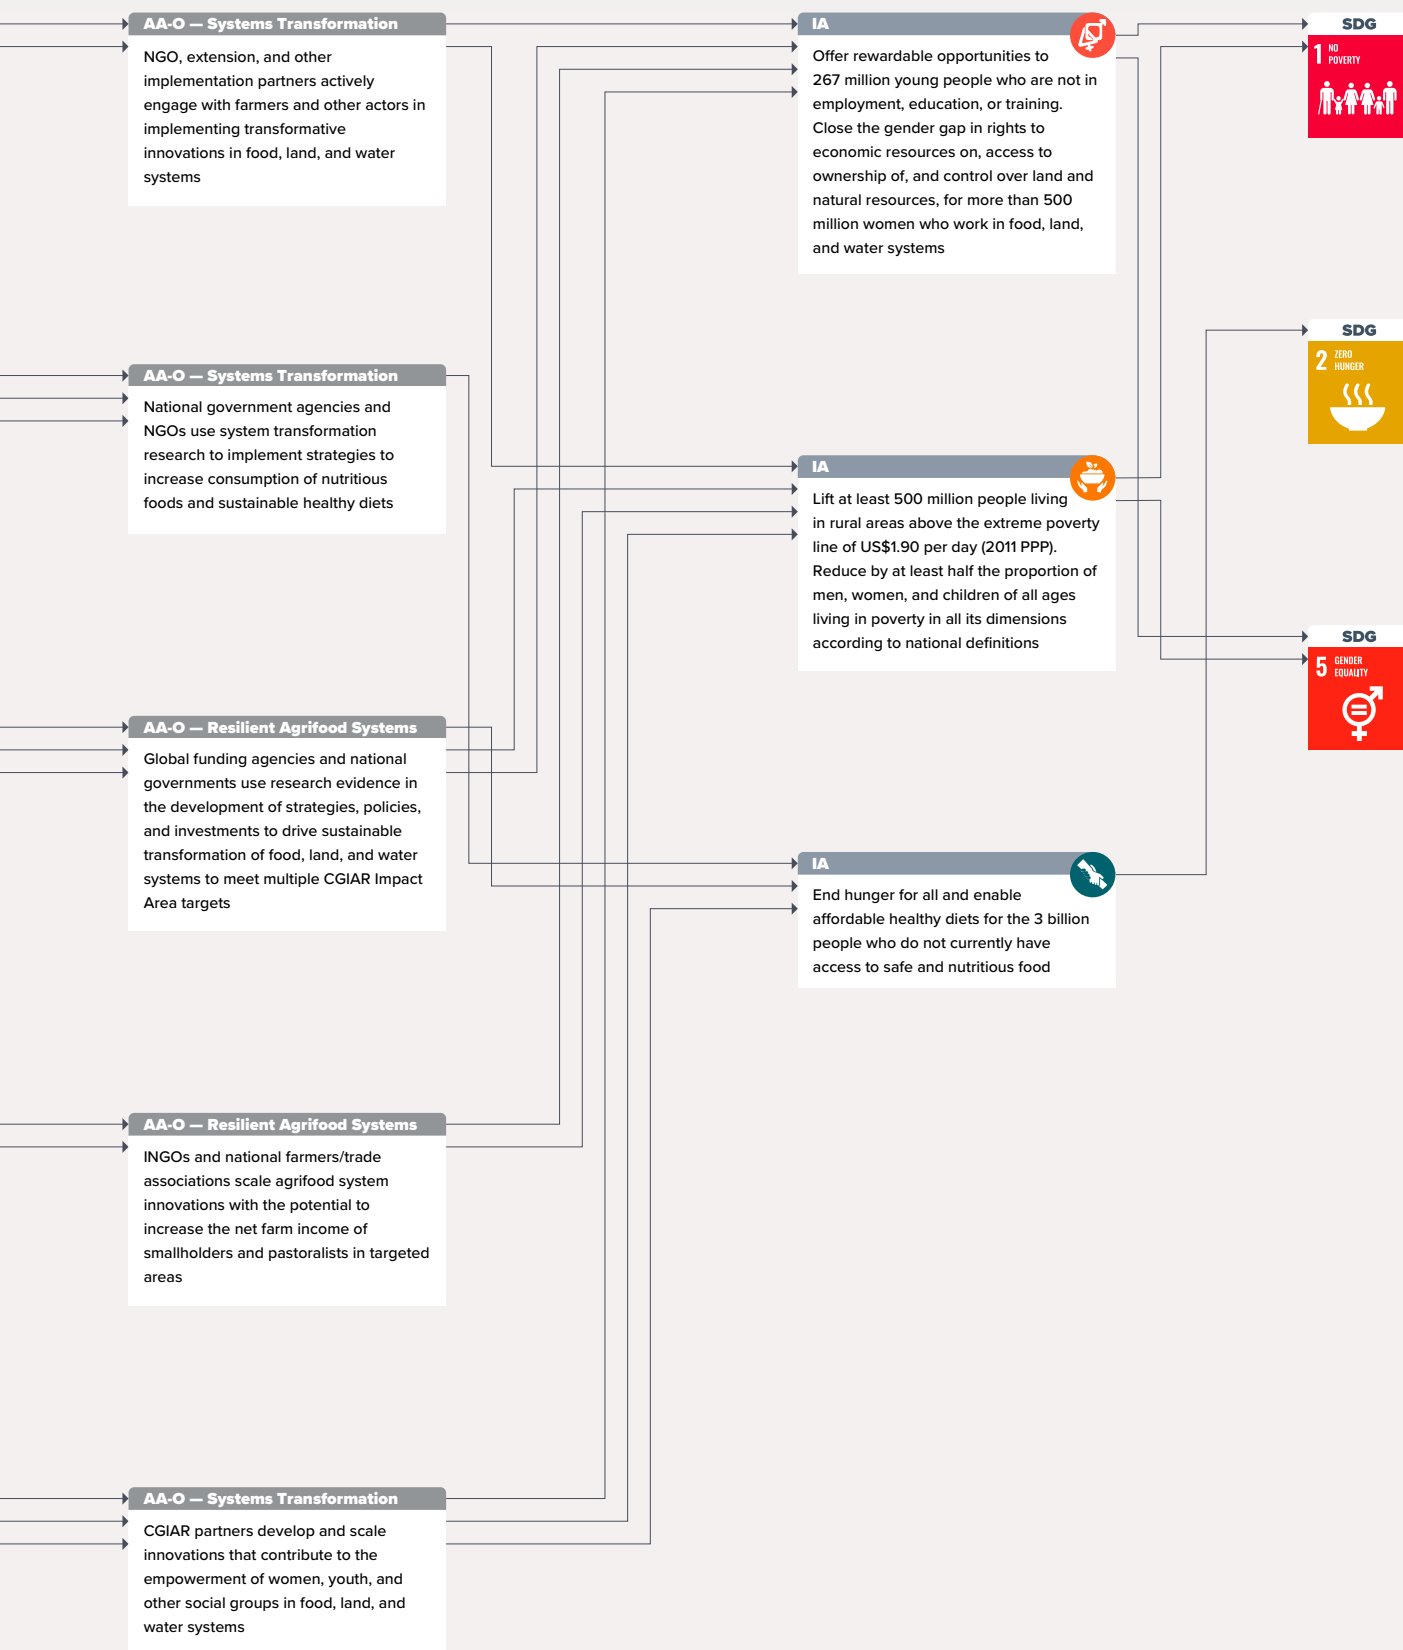 AA-O — Systems Transformation
NGO, extension, and other
implementation partners actively
engage with farmers and other actors in
implementing transformative
innovations in food, land, and water
systems
AA-O — Systems Transformation
National government agencies and
NGOs use system transformation
research to implement strategies to
increase consumption of nutritious
foods and sustainable healthy diets
AA-O — Resilient Agrifood Systems
Global funding agencies and national
governments use research evidence in
the development of strategies, policies,
and investments to drive sustainable
transformation of food, land, and water
systems to meet multiple CGIAR Impact
Area targets
AA-O — Resilient Agrifood Systems
INGOs and national farmers/trade
associations scale agrifood system
innovations with the potential to
increase the net farm income of
smallholders and pastoralists in targeted
areas
AA-O — Systems Transformation
CGIAR partners develop and scale
innovations that contribute to the
empowerment of women, youth, and
other social groups in food, land, and
water systems
IA
Offer rewardable opportunities to
267 million young people who are not in
employment, education, or training.
Close the gender gap in rights to
economic resources on, access to
ownership of, and control over land and
natural resources, for more than 500
million women who work in food, land,
and water systems
IA
Lift at least 500 million people living
in rural areas above the extreme poverty
line of US$1.90 per day (2011 PPP).
Reduce by at least half the proportion of
men, women, and children of all ages
living in poverty in all its dimensions
according to national definitions
IA
End hunger for all and enable
affordable healthy diets for the 3 billion
people who do not currently have
access to safe and nutritious food
SDG
1 NO
POVERTY
SDG
2 ZERO
HUNGER
SDG
5 GENDER
EQUALITY